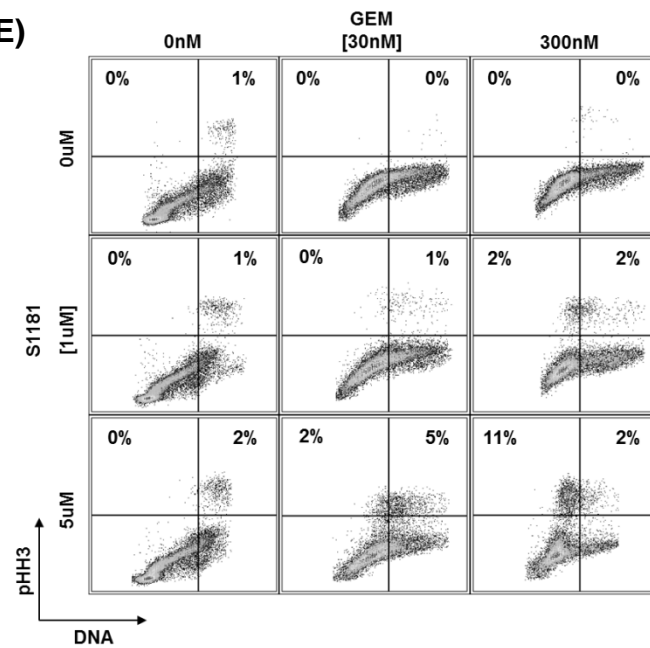 E)
GEM
0nM [30nM] 300nM
0% 1% 0% 0% 0% 0%
0uM
0% 1% 0% 1% 2% 2%
S1181
[1uM]
0% 2% 2% 5% 11% 2%
5uM
pHH3
DNA